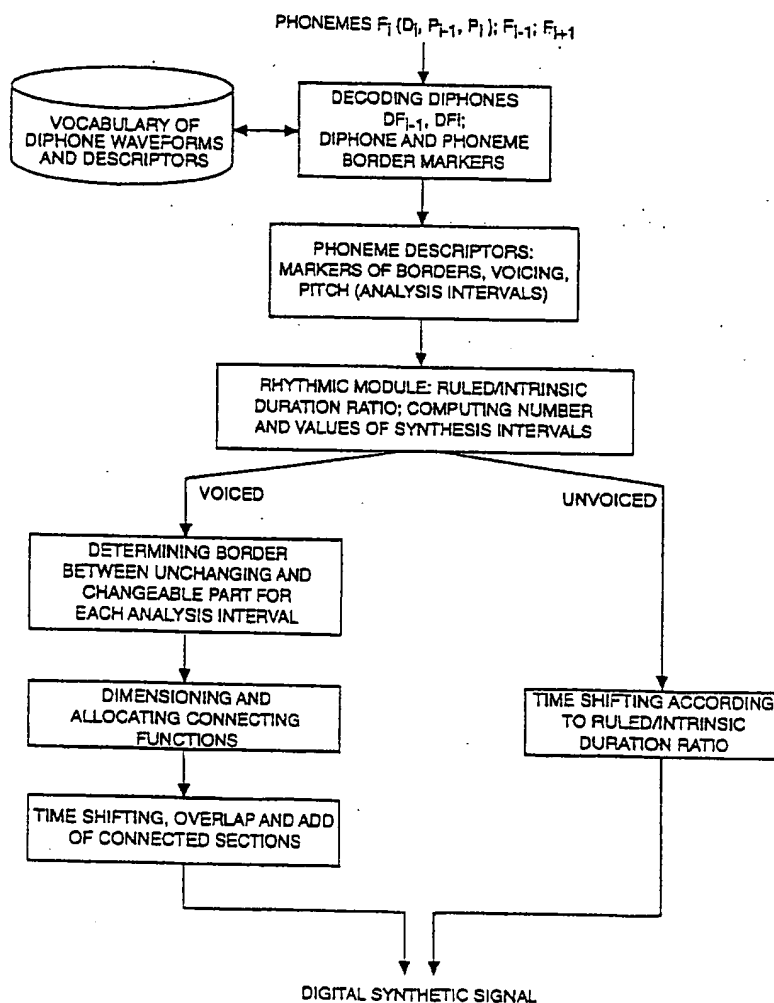 PHONEMES Fi (Di, Pi-1, Pi); Fi-1; Fi+1
VOCABULARY OF
DIPHONE WAVEFORMS
AND DESCRIPTORS
DECODING DIPHONES
DFi-1, DFi;
DIPHONE AND PHONEME
BORDER MARKERS
PHONEME DESCRIPTORS:
MARKERS OF BORDERS, VOICING,
PITCH (ANALYSIS INTERVALS)
RHYTHMIC MODULE: RULED/INTRINSIC
DURATION RATIO; COMPUTING NUMBER
AND VALUES OF SYNTHESIS INTERVALS
VOICED
UNVOICED
DETERMINING BORDER
BETWEEN UNCHANGING AND
CHANGEABLE PART FOR
EACH ANALYSIS INTERVAL
DIMENSIONING AND
ALLOCATING CONNECTING
FUNCTIONS
TIME SHIFTING ACCORDING
TO RULED/INTRINSIC
DURATION RATIO
TIME SHIFTING, OVERLAP AND ADD
OF CONNECTED SECTIONS
DIGITAL SYNTHETIC SIGNAL